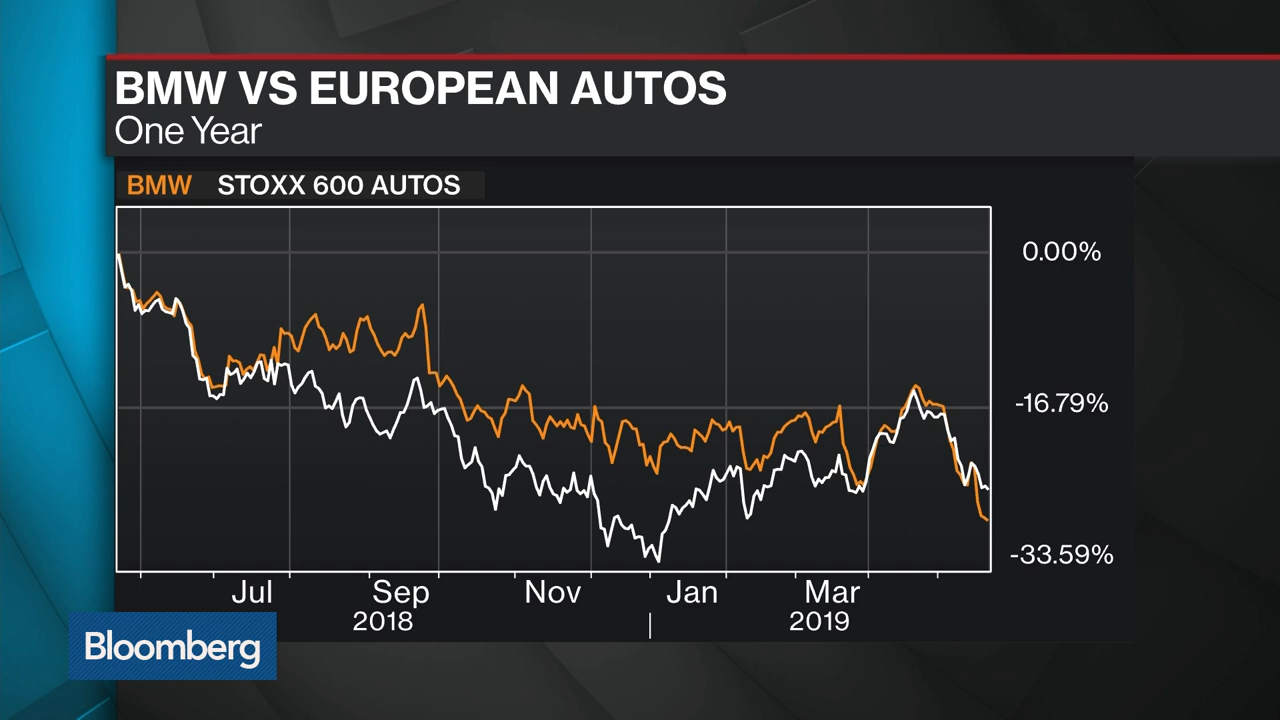 BMW VS EUROPEAN AUTOS
One Year
BMW STOXX 600 AUTOS
0.00%
-16.79%
-33.59%
Jul Sep Nov Jan Mar
2018 2019
Bloomberg